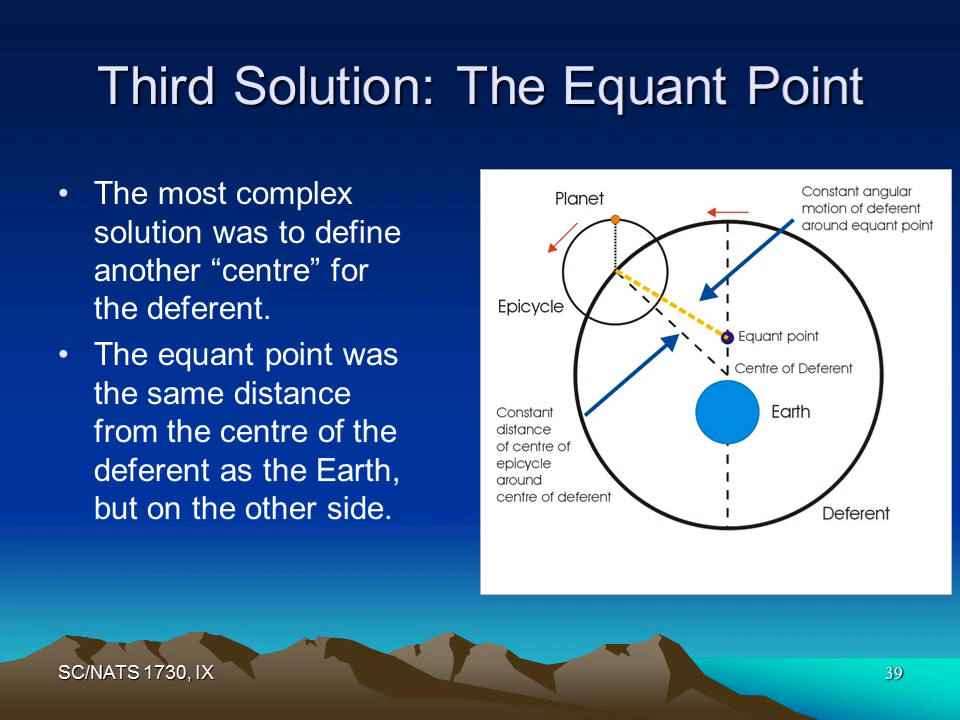 Third Solution: The Equant Point
• The most complex
solution was to define
another “centre” for
the deferent.
• The equant point was
the same distance
from the centre of the
deferent as the Earth,
but on the other side.
Planet
Constant angular
motion of deferent
around equant point
Epicycle
Equant point
Centre of Deferent
Earth
Constant
distance
of centre of
epicycle
around
centre of deferent
Deferent
SC/NATS 1730, IX
39